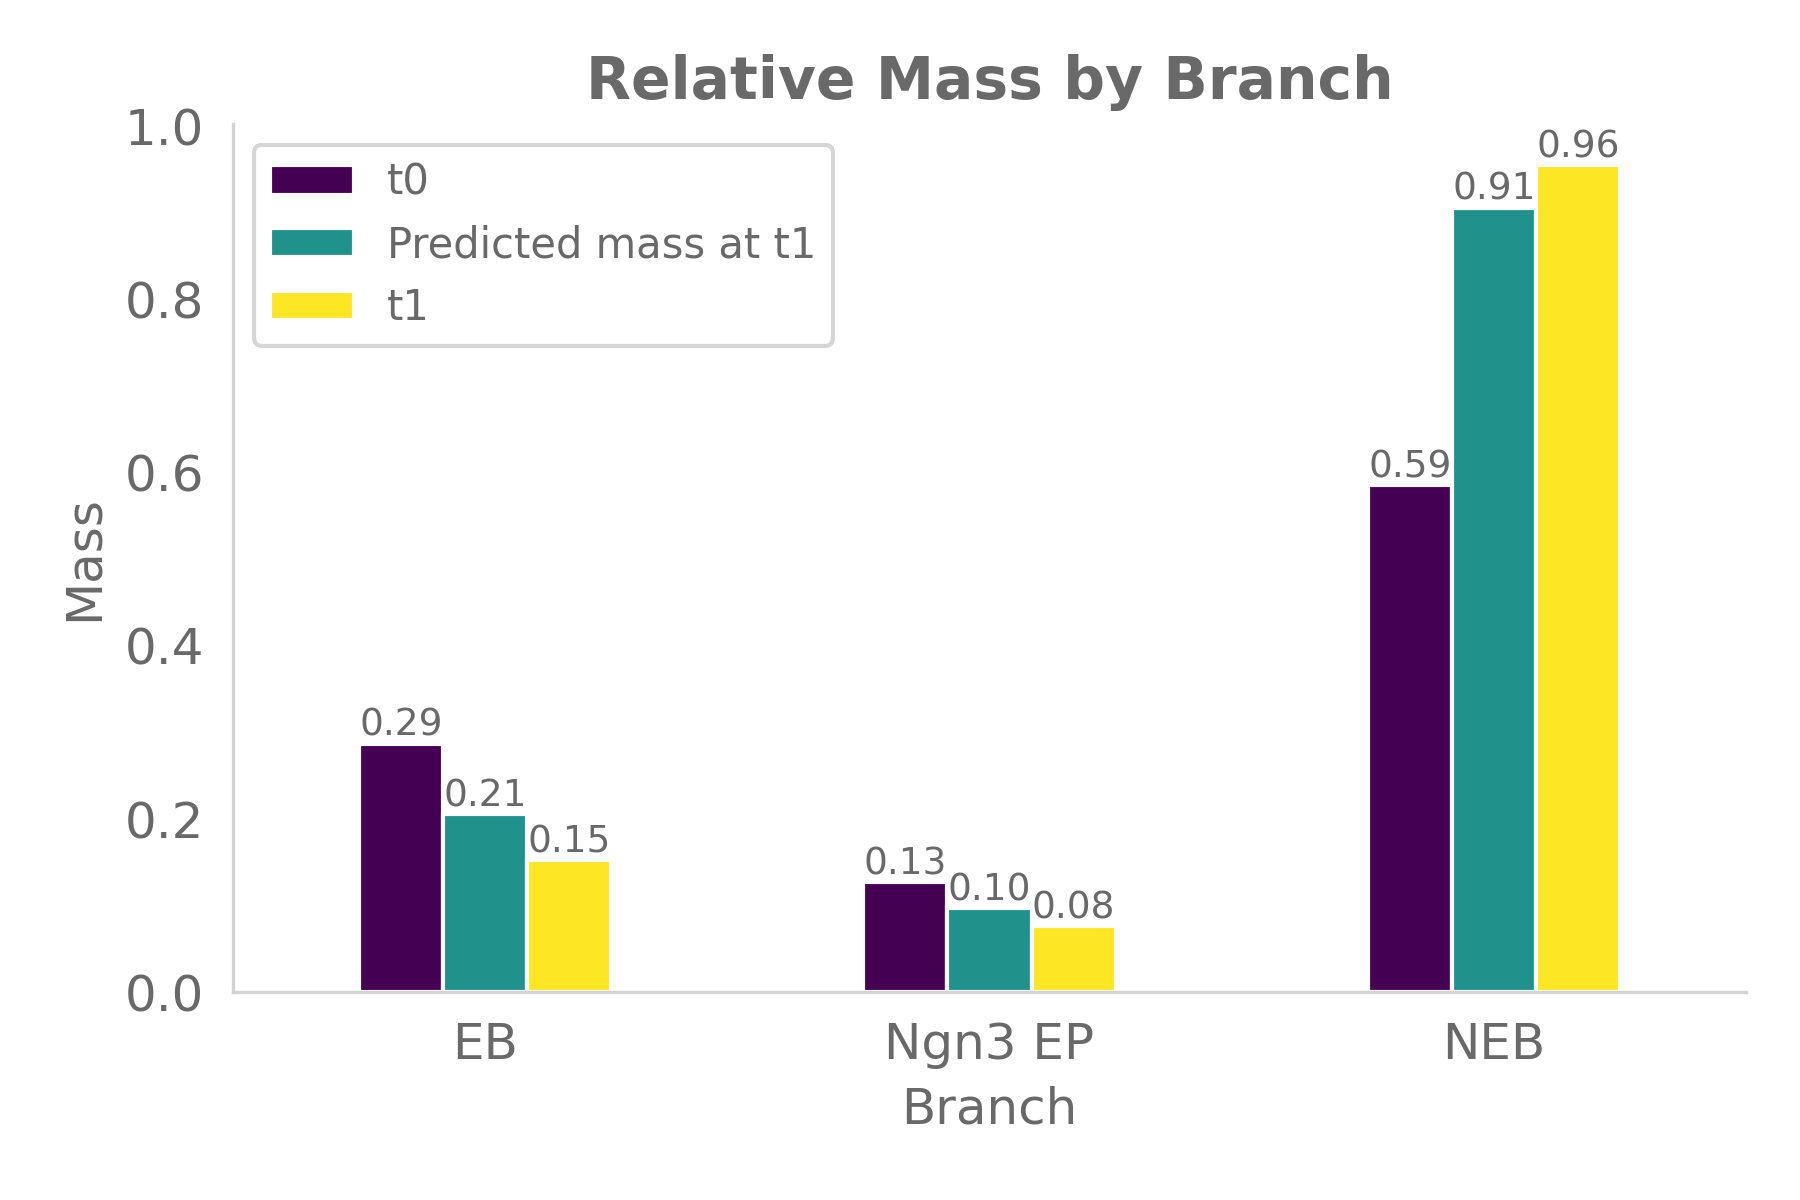 Relative Mass by Branch
1.0
0.8
0.6
0.4
0.2
0.0
Mass
t0
Predicted mass at t1
t1
0.29
0.21
0.15
0.13
0.10
0.08
0.59
0.91
0.96
EB
Ngn3 EP
NEB
Branch